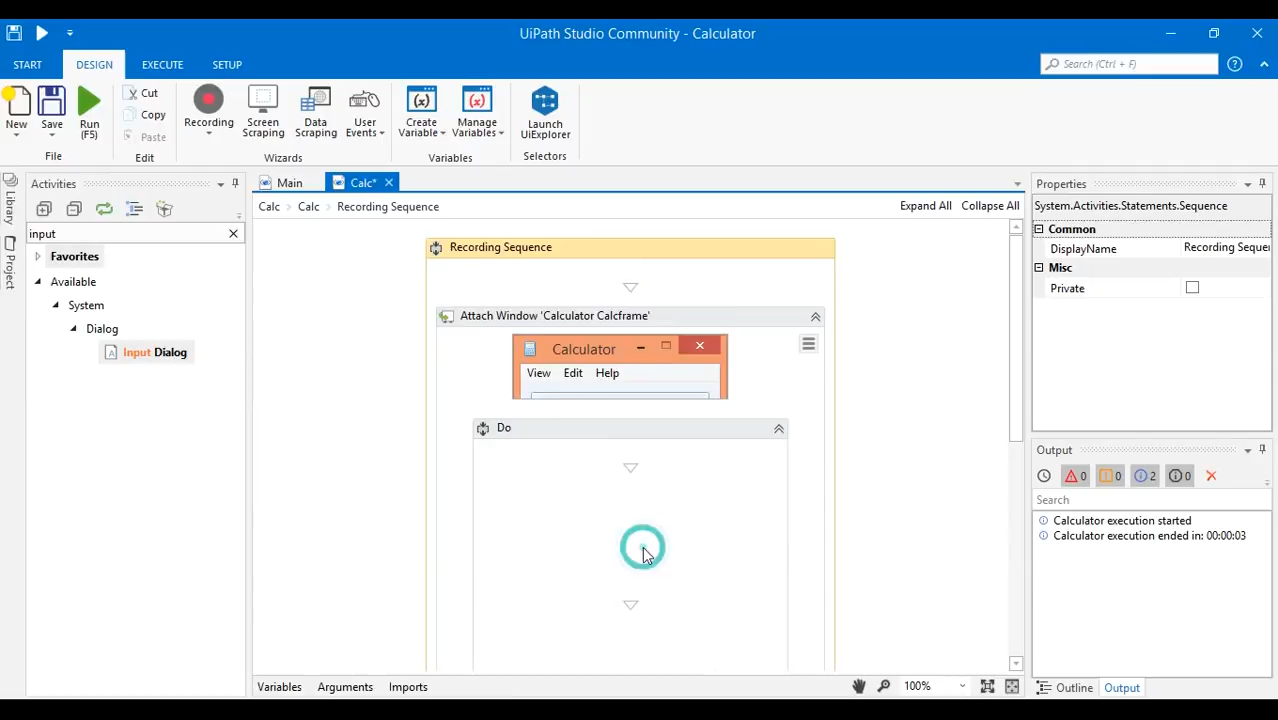 UiPath Studio Community - Calculator
START DESIGN EXECUTE SETUP
Search (Ctrl + F)
New
Save
Run
(F5)
File
Cut
Copy
Paste
Edit
Recording
Screen
Scraping
Data
Scraping
User
Events
Wizards
Create
Variable
Manage
Variables
Variables
Launch
UiExplorer
Selectors
Library
Project
Activities
input
Favorites
Available
System
Dialog
Input Dialog
Main
Calc*
Calc > Calc > Recording Sequence
Expand All Collapse All
Recording Sequence
Attach Window 'Calculator Calcframe'
Calculator
View Edit Help
Do
Variables Arguments Imports
100%
Properties
System.Activities.Statements.Sequence
Common
DisplayName Recording Sequer
Misc
Private
Output
0 0 2 0
Search
Calculator execution started
Calculator execution ended in: 00:00:03
Outline Output